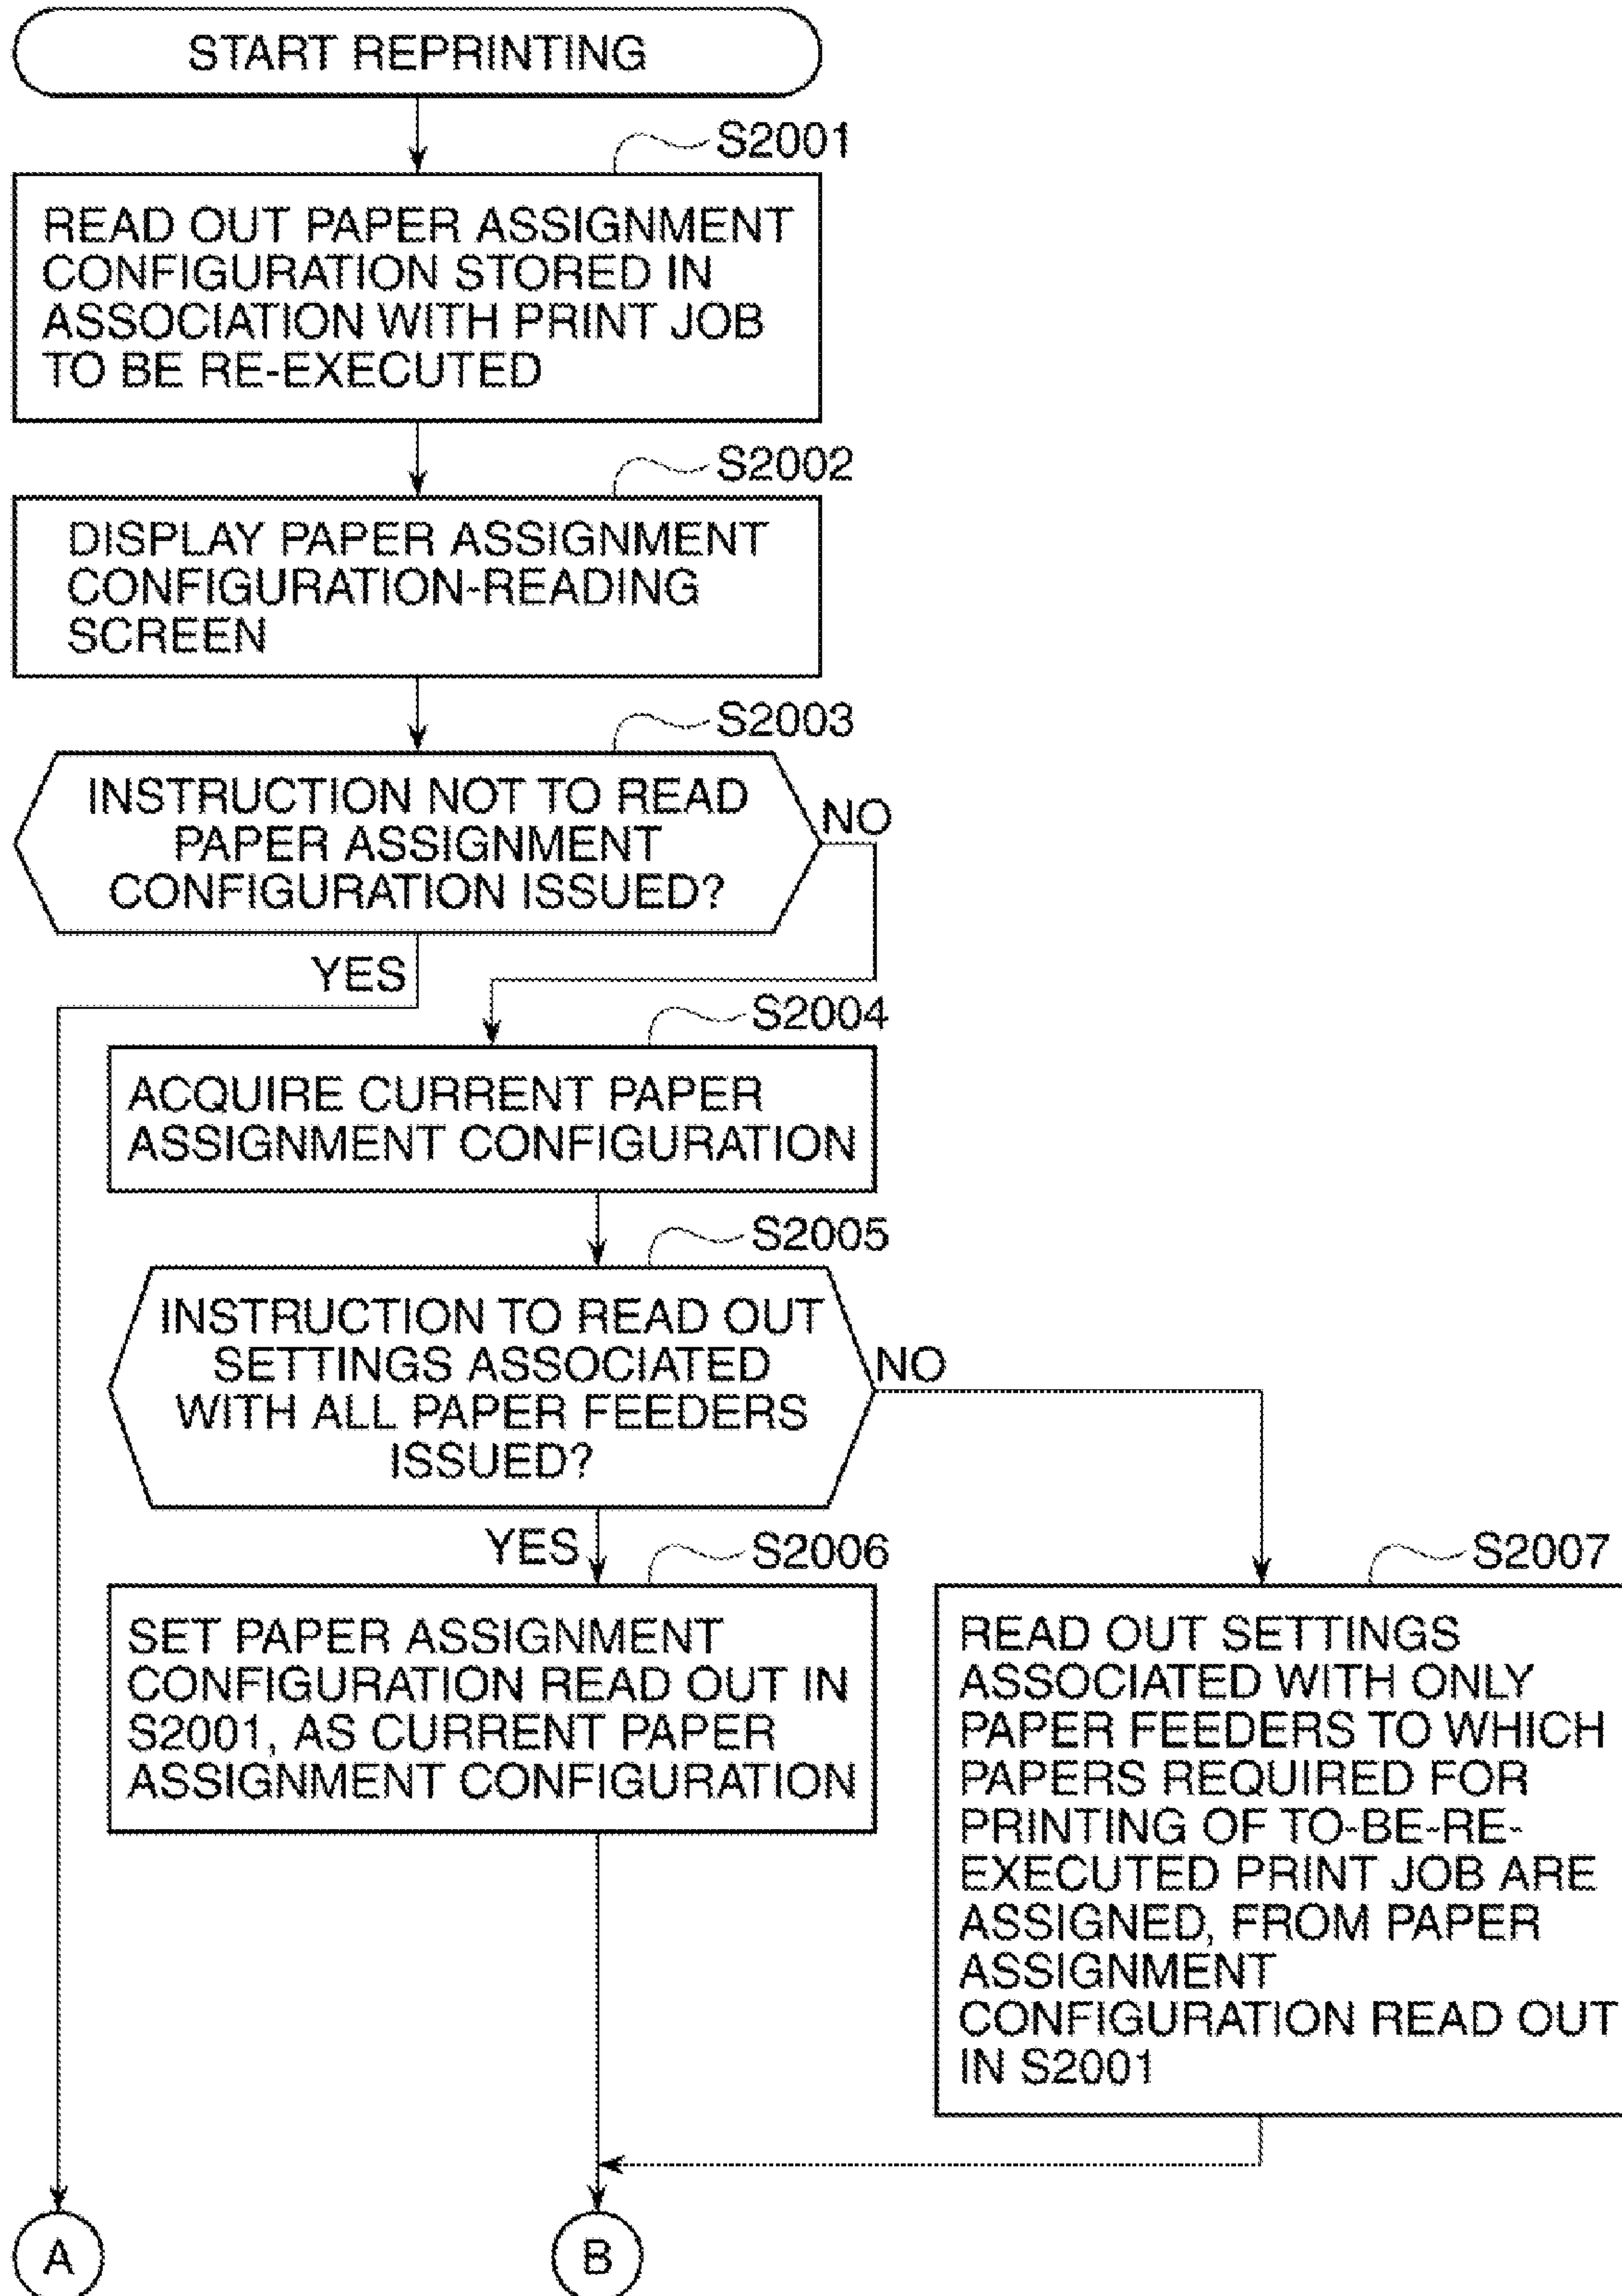 START REPRINTING
S2001
READ OUT PAPER ASSIGNMENT
CONFIGURATION STORED IN
ASSOCIATION WITH PRINT JOB
TO BE RE-EXECUTED
S2002
DISPLAY PAPER ASSIGNMENT
CONFIGURATION-READING
SCREEN
S2003
INSTRUCTION NOT TO READ
PAPER ASSIGNMENT
CONFIGURATION ISSUED?
NO
YES
S2004
ACQUIRE CURRENT PAPER
ASSIGNMENT CONFIGURATION
S2005
INSTRUCTION TO READ OUT
SETTINGS ASSOCIATED
WITH ALL PAPER FEEDERS
ISSUED?
NO
YES
S2006
SET PAPER ASSIGNMENT
CONFIGURATION READ OUT IN
S2001, AS CURRENT PAPER
ASSIGNMENT CONFIGURATION
S2007
READ OUT SETTINGS
ASSOCIATED WITH ONLY
PAPER FEEDERS TO WHICH
PAPERS REQUIRED FOR
PRINTING OF TO-BE-RE-
EXECUTED PRINT JOB ARE
ASSIGNED, FROM PAPER
ASSIGNMENT
CONFIGURATION READ OUT
IN S2001
A
B